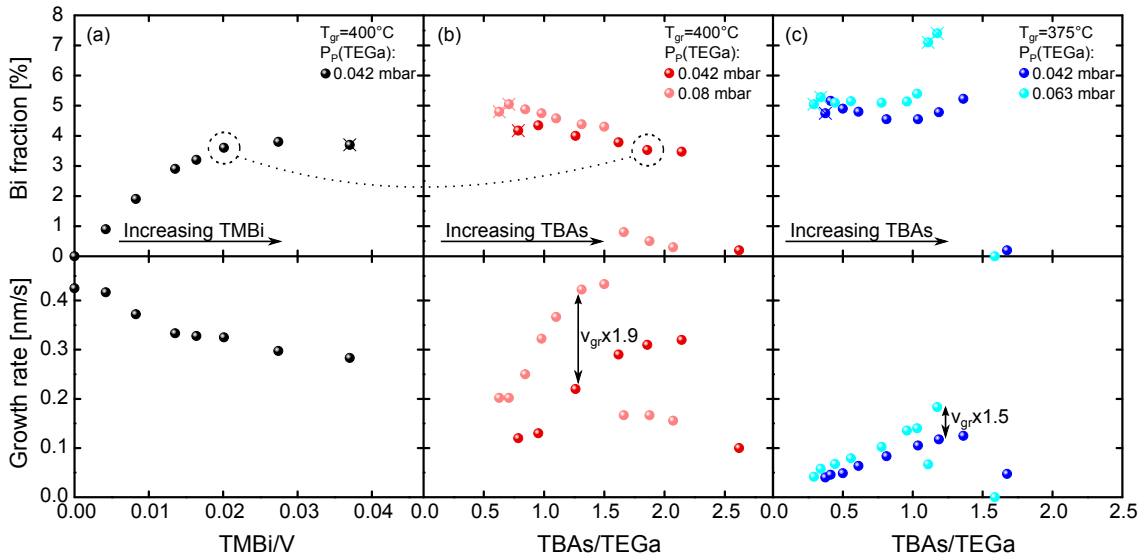 (a)
T_gr=400°C
P_P(TEGa):
0.042 mbar
(b)
T_gr=400°C
P_P(TEGa):
0.042 mbar
0.08 mbar
(c)
T_gr=375°C
P_P(TEGa):
0.042 mbar
0.063 mbar
8
7
6
5
4
3
2
1
0
Bi fraction [%]
Increasing TMBi
Increasing TBAs
Increasing TBAs
0.4
0.3
0.2
0.1
0.0
Growth rate [nm/s]
v_gr x1.9
v_gr x1.5
0.00 0.01 0.02 0.03 0.04
0.5 1.0 1.5 2.0 2.5
0.0 0.5 1.0 1.5 2.0 2.5
TMBi/V
TBAs/TEGa
TBAs/TEGa